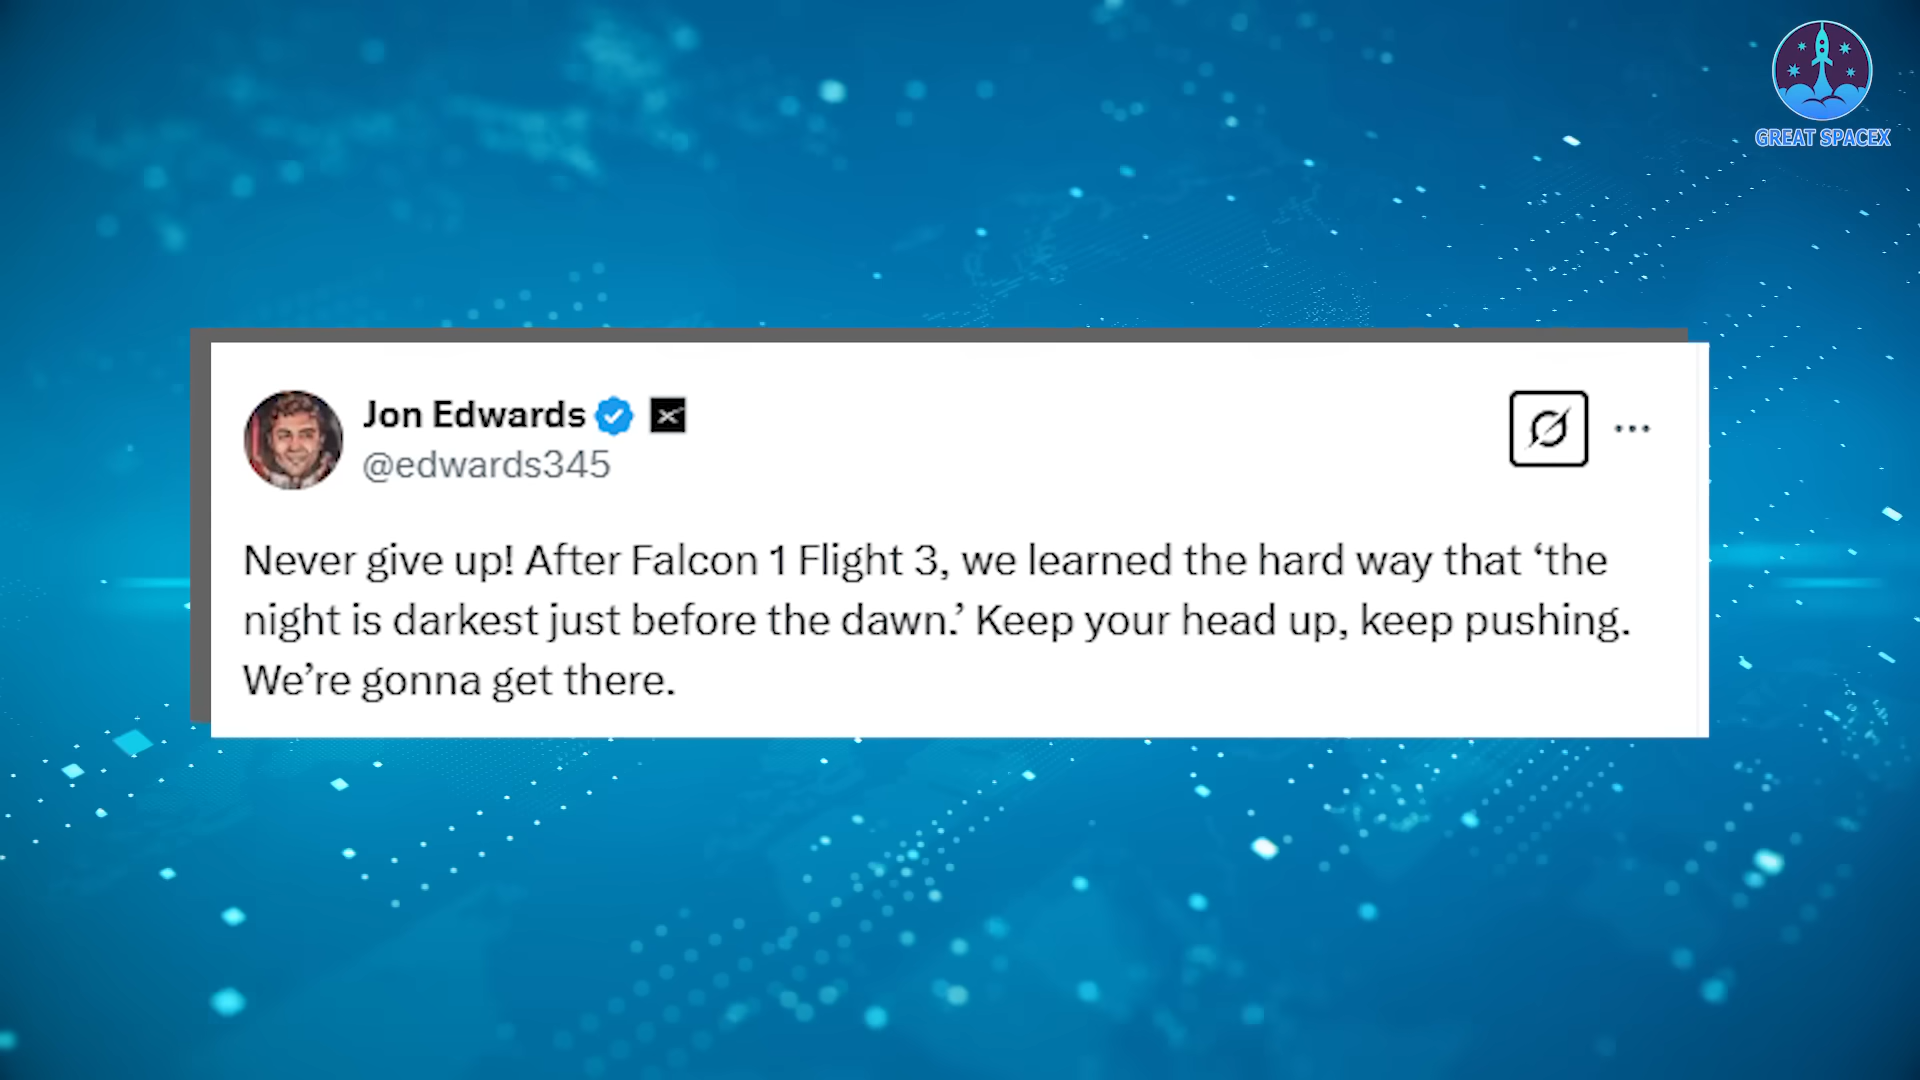 GREAT SPACEX
Jon Edwards
@edwards345
Never give up! After Falcon 1 Flight 3, we learned the hard way that ‘the
night is darkest just before the dawn.’ Keep your head up, keep pushing.
We’re gonna get there.